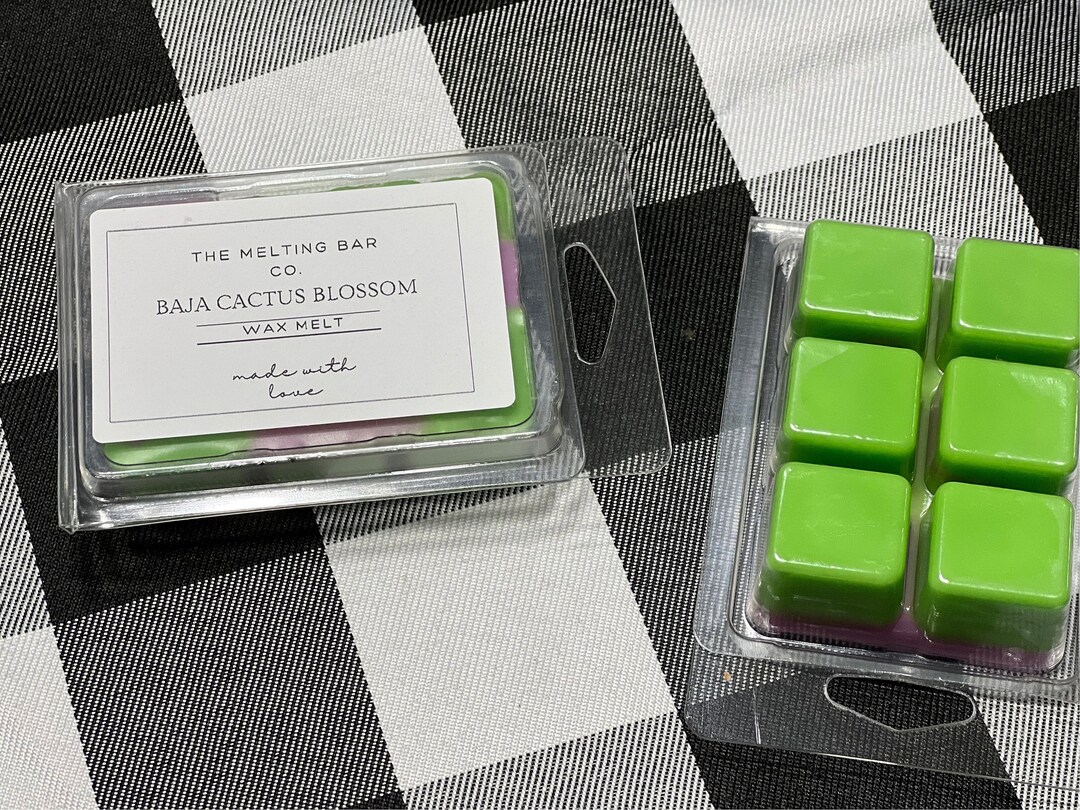 THE MELTING BAR
CO.
BAJA CACTUS BLOSSOM
WAX MELT
made with
love